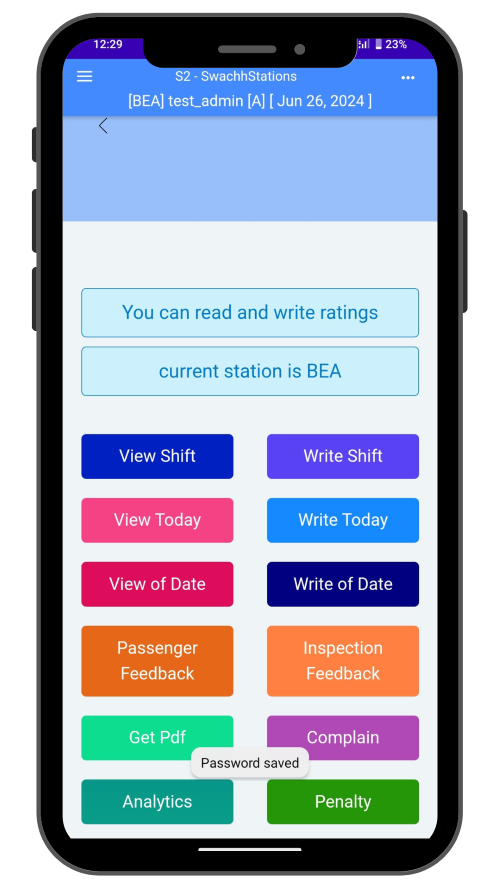 12:29
23%
S2 - SwachhStations
[BEA] test_admin [A] [ Jun 26, 2024 ]
You can read and write ratings
current station is BEA
View Shift
Write Shift
View Today
Write Today
View of Date
Write of Date
Passenger
Feedback
Inspection
Feedback
Get Pdf
Complain
Password saved
Analytics
Penalty